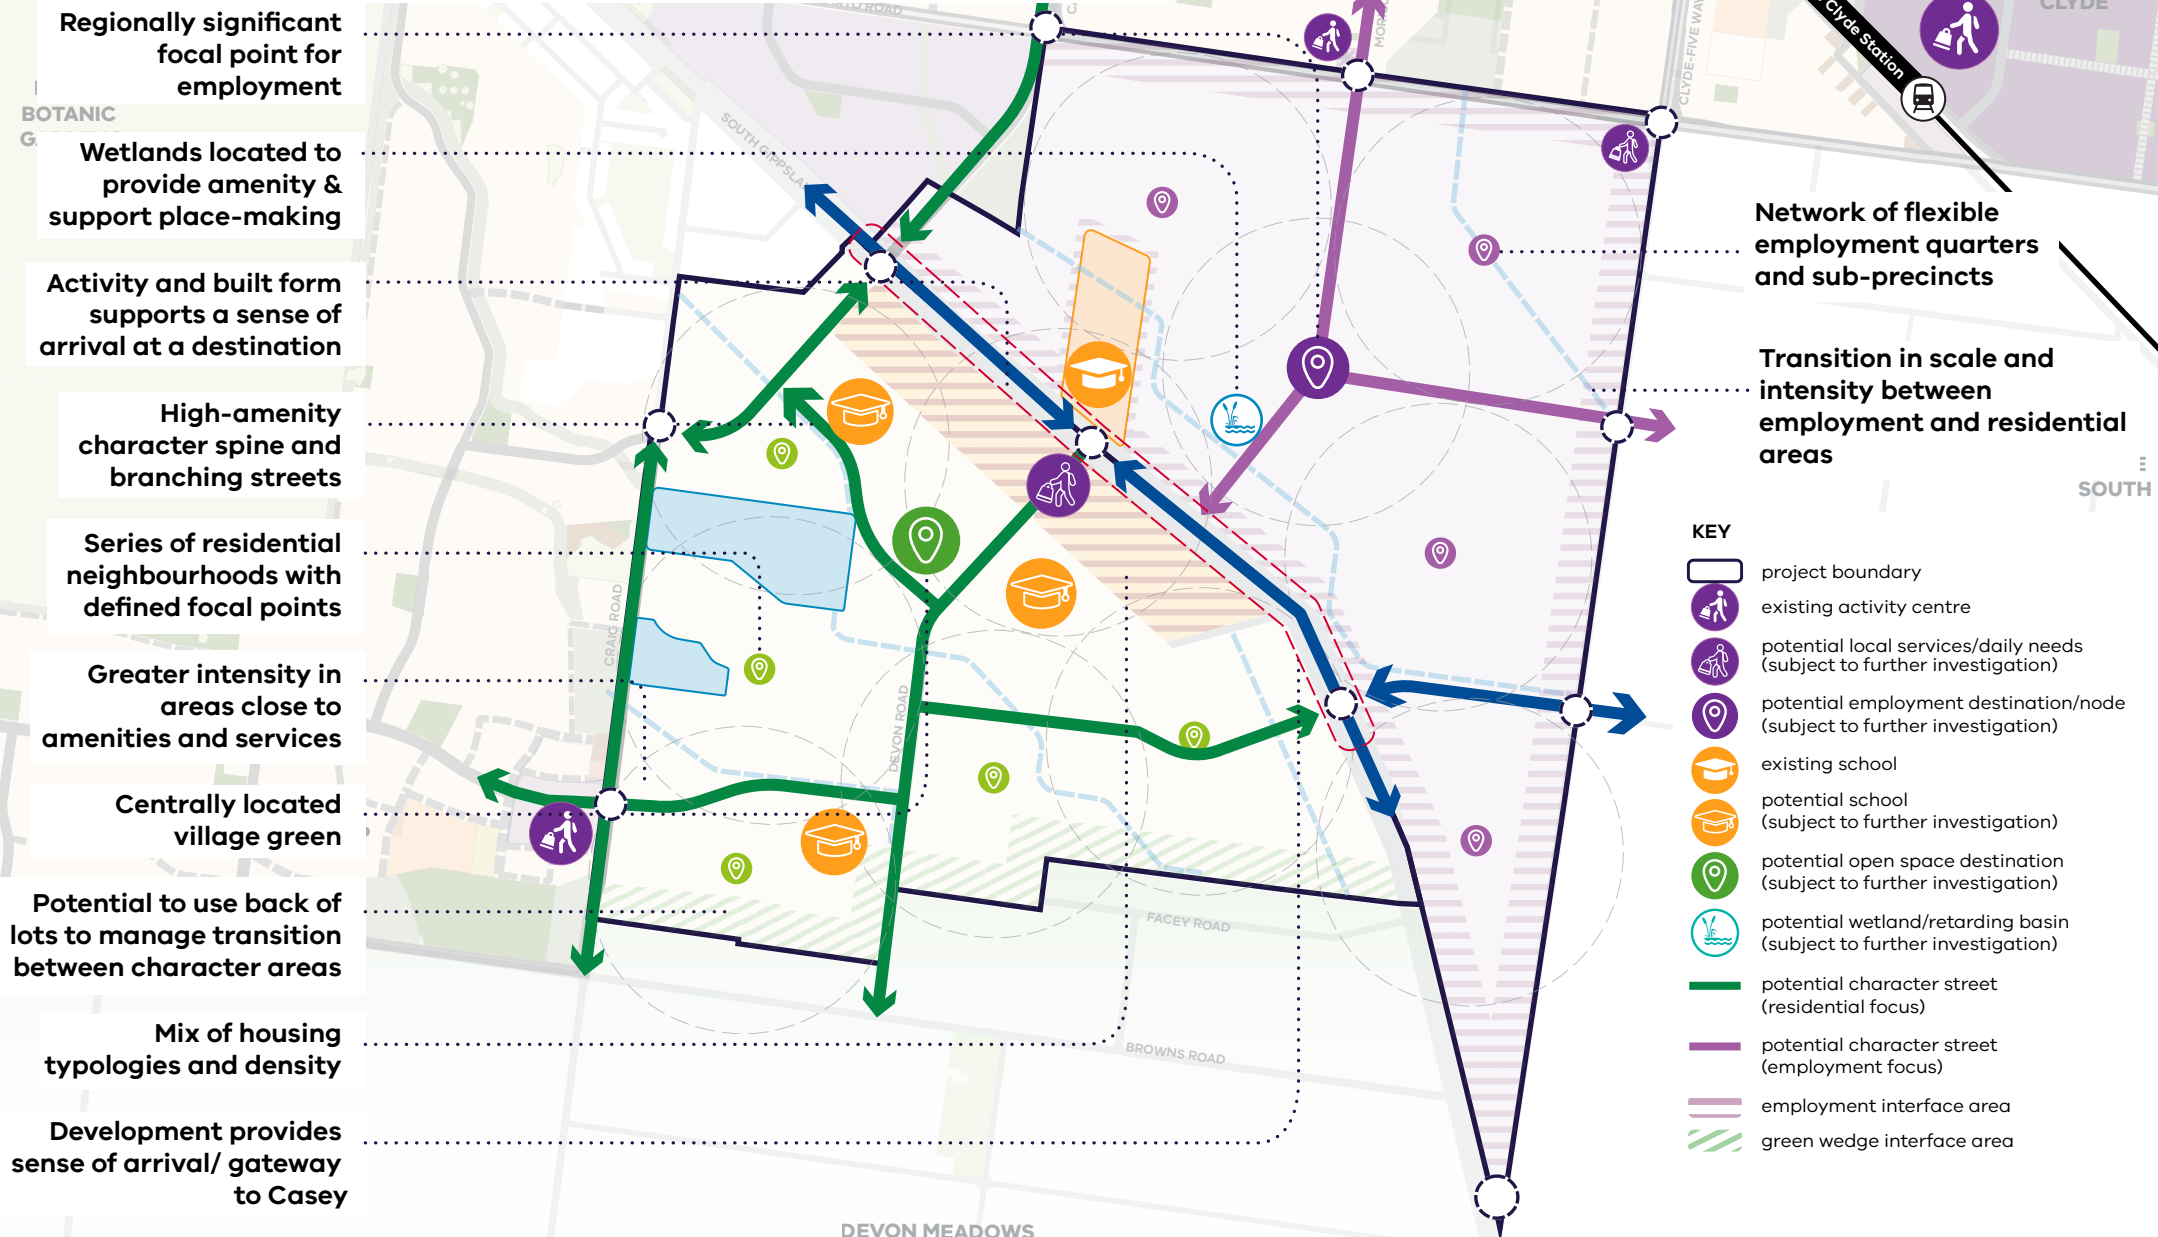 Regionally significant
focal point for
employment
BOTANIC
Wetlands located to
provide amenity &
support place-making
Activity and built form
supports a sense of
arrival at a destination
High-amenity
character spine and
branching streets
Series of residential
neighbourhoods with
defined focal points
Greater intensity in
areas close to
amenities and services
Centrally located
village green
Potential to use back of
lots to manage transition
between character areas
Mix of housing
typologies and density
Development provides
sense of arrival/ gateway
to Casey
ROAD
SOUTH
CRAIG ROAD
DEVON ROAD
FACEY ROAD
BROWNS ROAD
DEVON MEADOWS
CLYDE-FIVE WAY
Clyde Station
CLYDE
Network of flexible
employment quarters
and sub-precincts
Transition in scale and
intensity between
employment and residential
areas
SOUTH
KEY
project boundary
existing activity centre
potential local services/daily needs
(subject to further investigation)
potential employment destination/node
(subject to further investigation)
existing school
potential school
(subject to further investigation)
potential open space destination
(subject to further investigation)
potential wetland/retarding basin
(subject to further investigation)
potential character street
(residential focus)
potential character street
(employment focus)
employment interface area
green wedge interface area